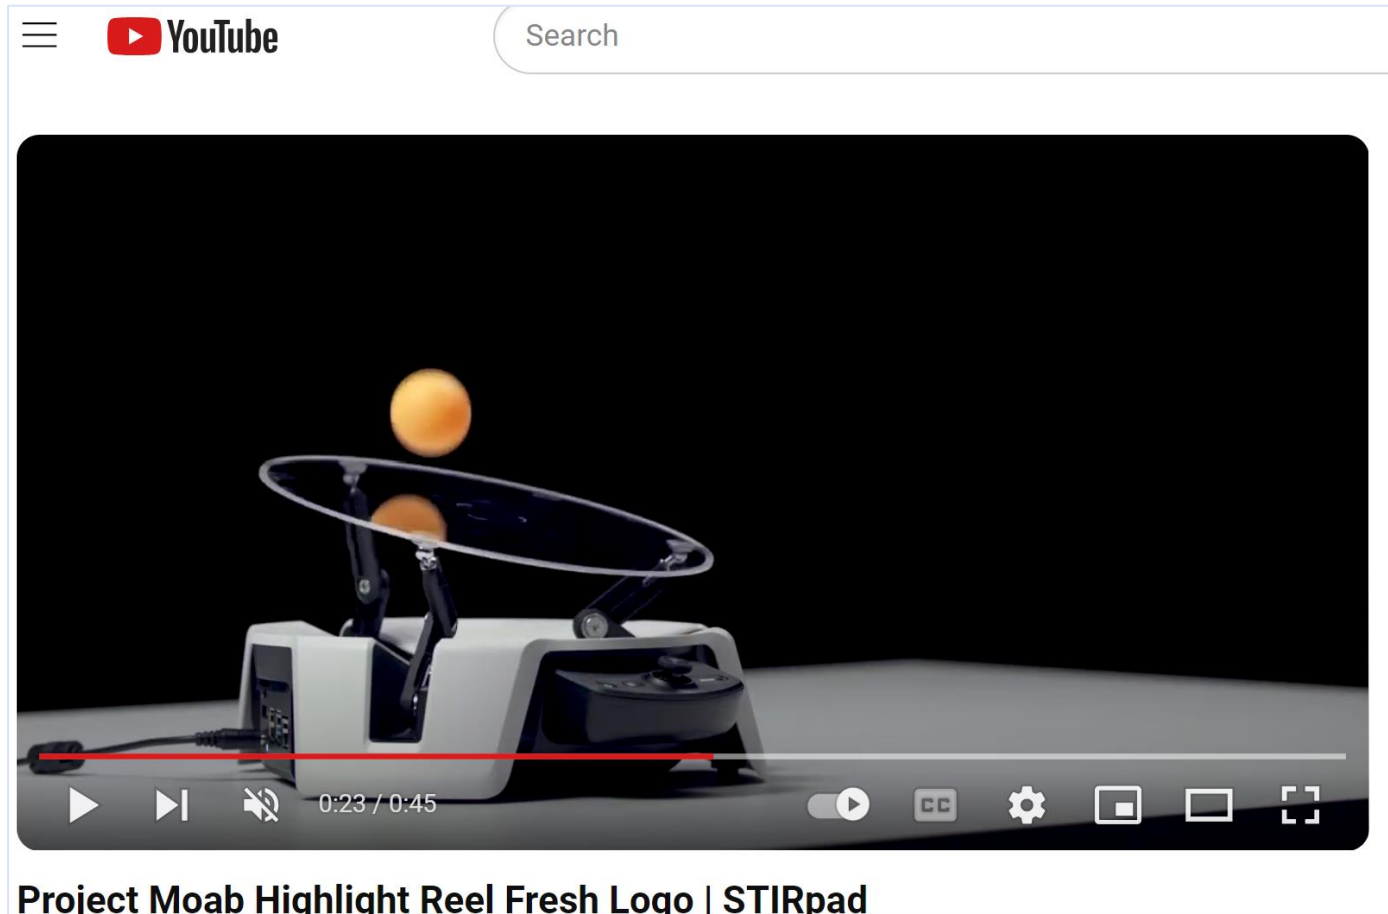 YouTube
Search
0:23 / 0:45
CC
Project Moab Highlight Reel Fresh Logo | STIRpad